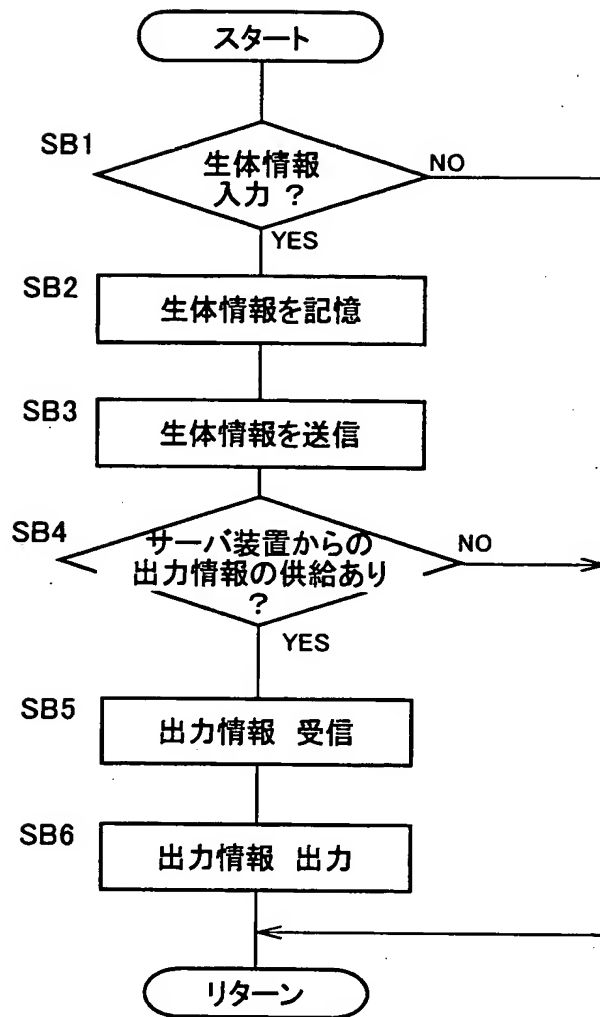 スタート
SB1
生体情報
入力 ?
NO
YES
SB2
生体情報を記憶
SB3
生体情報を送信
SB4
サーバ装置からの
出力情報の供給あり
?
NO
YES
SB5
出力情報 受信
SB6
出力情報 出力
リターン